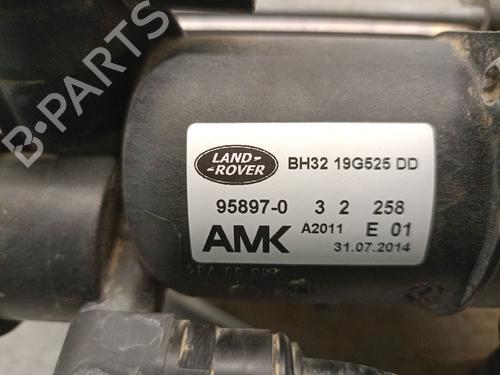 B-PARTS
LAND-
-ROVER
BH32 19G525 DD
95897-0 3 2 258
AMK A2011 E 01
31.07.2014